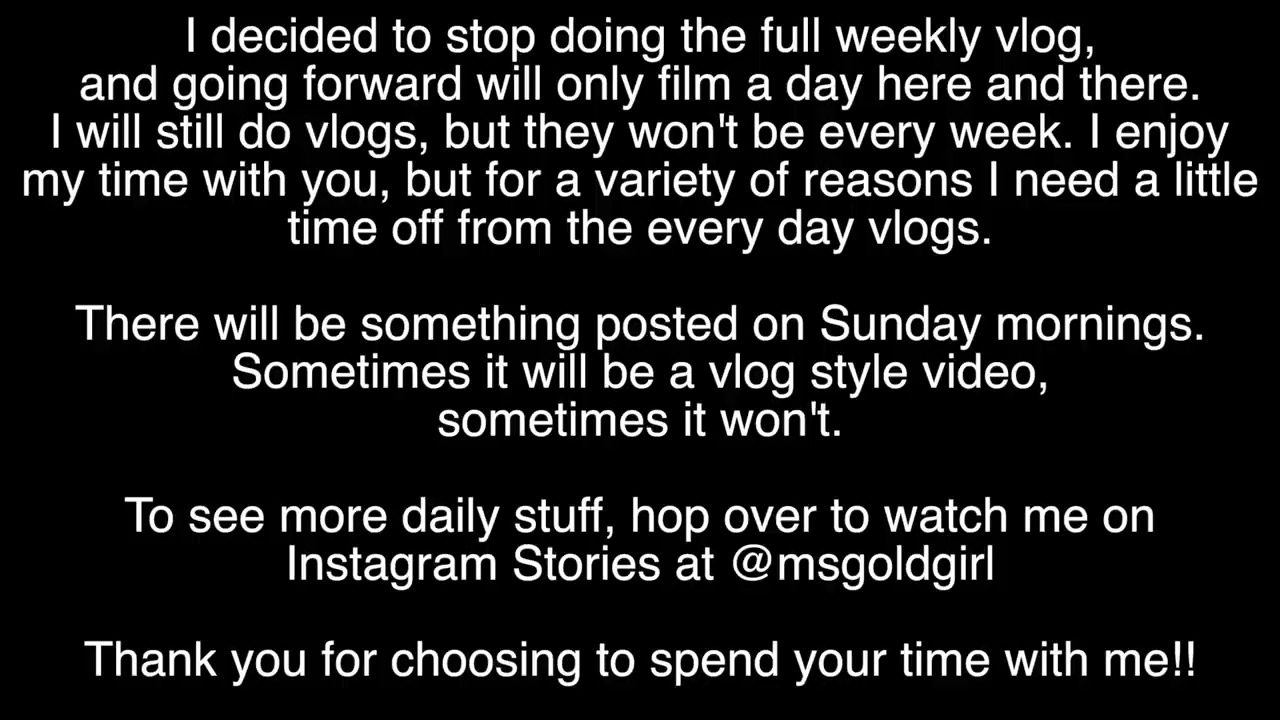 I decided to stop doing the full weekly vlog,
and going forward will only film a day here and there.
I will still do vlogs, but they won't be every week. I enjoy
my time with you, but for a variety of reasons I need a little
time off from the every day vlogs.
There will be something posted on Sunday mornings.
Sometimes it will be a vlog style video,
sometimes it won't.
To see more daily stuff, hop over to watch me on
Instagram Stories at @msgoldgirl
Thank you for choosing to spend your time with me!!